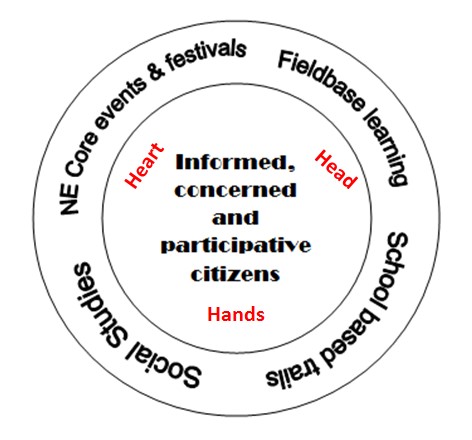 NE Core events & festivals
Fieldbase learning
School based trails
Social Studies
Heart
Head
Informed,
concerned
and
participative
citizens
Hands